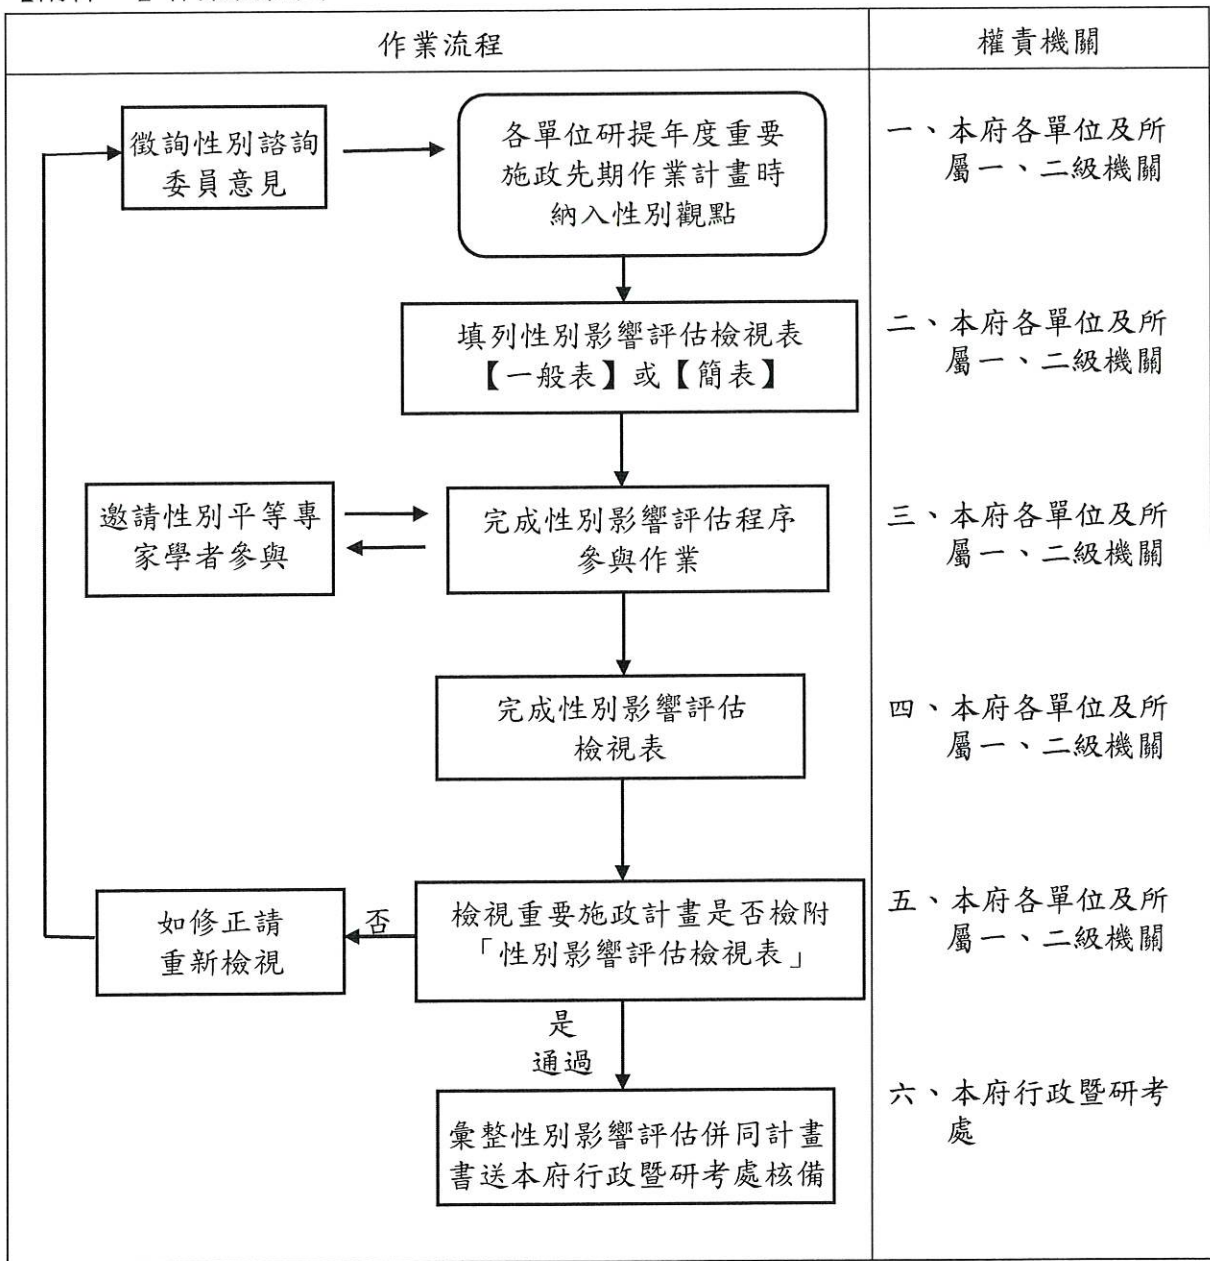 作業流程
權責機關
徵詢性別諮詢
委員意見
各單位研提年度重要
施政先期作業計畫時
納入性別觀點
一、本府各單位及所
屬一、二級機關
填列性別影響評估檢視表
【一般表】或【簡表】
二、本府各單位及所
屬一、二級機關
邀請性別平等專
家學者參與
完成性別影響評估程序
參與作業
三、本府各單位及所
屬一、二級機關
完成性別影響評估
檢視表
四、本府各單位及所
屬一、二級機關
如修正請
重新檢視
否
檢視重要施政計畫是否檢附
「性別影響評估檢視表」
五、本府各單位及所
屬一、二級機關
是
通過
彙整性別影響評估併同計畫
書送本府行政暨研考處核備
六、本府行政暨研考
處